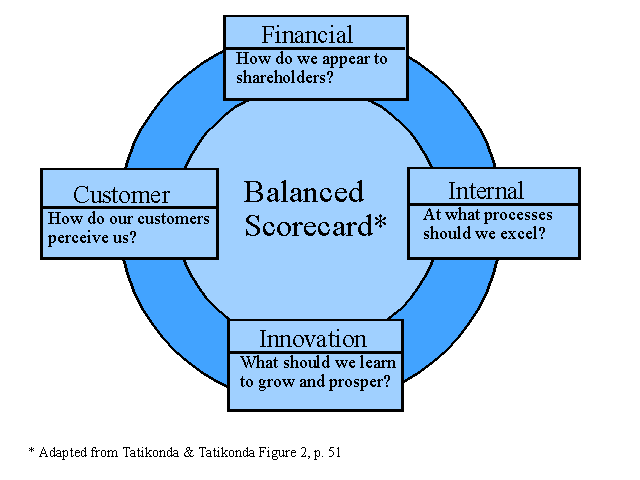 Financial
How do we appear to
shareholders?
Customer
How do our customers
perceive us?
Balanced
Scorecard*
Internal
At what processes
should we excel?
Innovation
What should we learn
to grow and prosper?
* Adapted from Tatikonda & Tatikonda Figure 2, p. 51